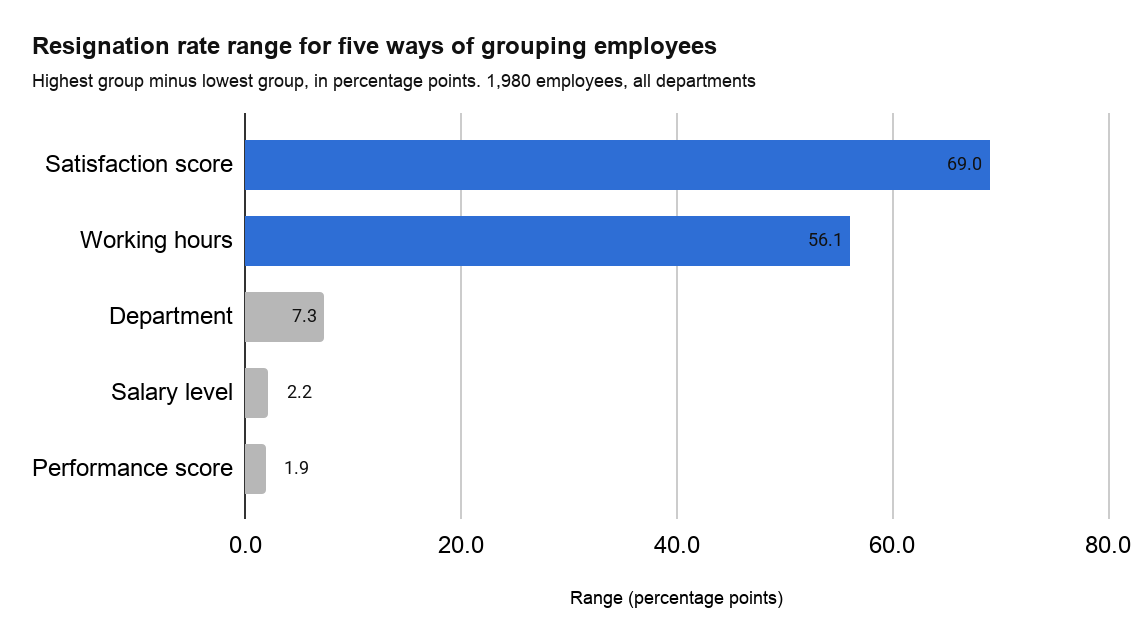 Resignation rate range for five ways of grouping employees
Highest group minus lowest group, in percentage points. 1,980 employees, all departments
Satisfaction score 69.0
Working hours 56.1
Department 7.3
Salary level 2.2
Performance score 1.9
0.0 20.0 40.0 60.0 80.0
Range (percentage points)